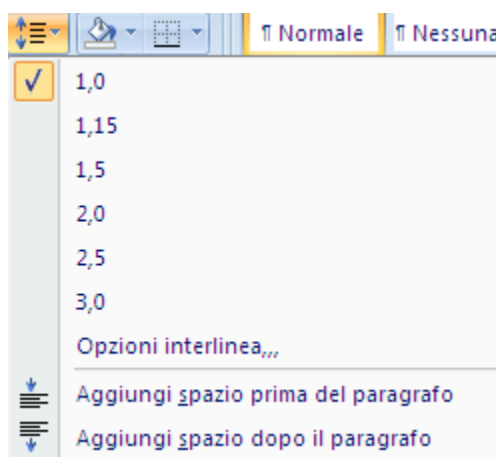 ¶ Normale ¶ Nessuna
1,0
1,15
1,5
2,0
2,5
3,0
Opzioni interlinea,,,
Aggiungi spazio prima del paragrafo
Aggiungi spazio dopo il paragrafo